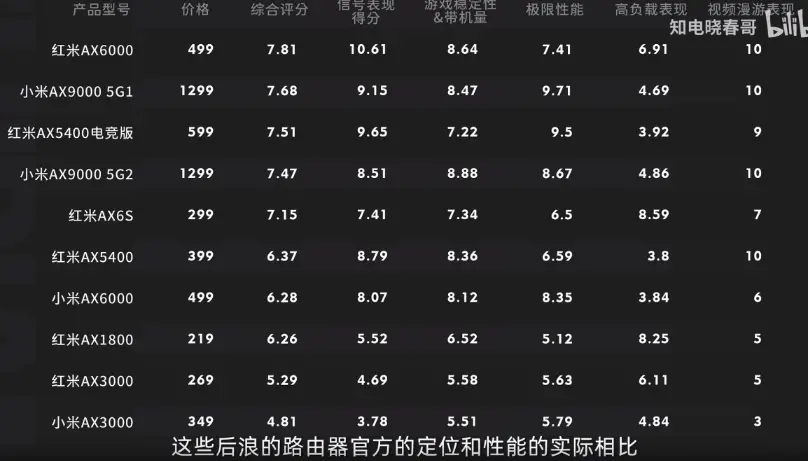 产品型号 价格 综合评分 信号表现得分 游戏稳定性&带机量 极限性能 高负载表现 视频漫游表现
知电晓春哥 bilib
红米AX6000 499 7.81 10.61 8.64 7.41 6.91 10
小米AX9000 5G1 1299 7.68 9.15 8.47 9.71 4.69 10
红米AX5400电竞版 599 7.51 9.65 7.22 9.5 3.92 9
小米AX9000 5G2 1299 7.47 8.51 8.88 8.67 4.86 10
红米AX6S 299 7.15 7.41 7.34 6.5 8.59 7
红米AX5400 399 6.37 8.79 8.36 6.59 3.8 10
小米AX6000 499 6.28 8.07 8.12 8.35 3.84 6
红米AX1800 219 6.26 5.52 6.52 5.12 8.25 5
红米AX3000 269 5.29 4.69 5.58 5.63 6.11 5
小米AX3000 349 4.81 3.78 5.51 5.79 4.84 3
这些后浪的路由器官方的定位和性能的实际相比